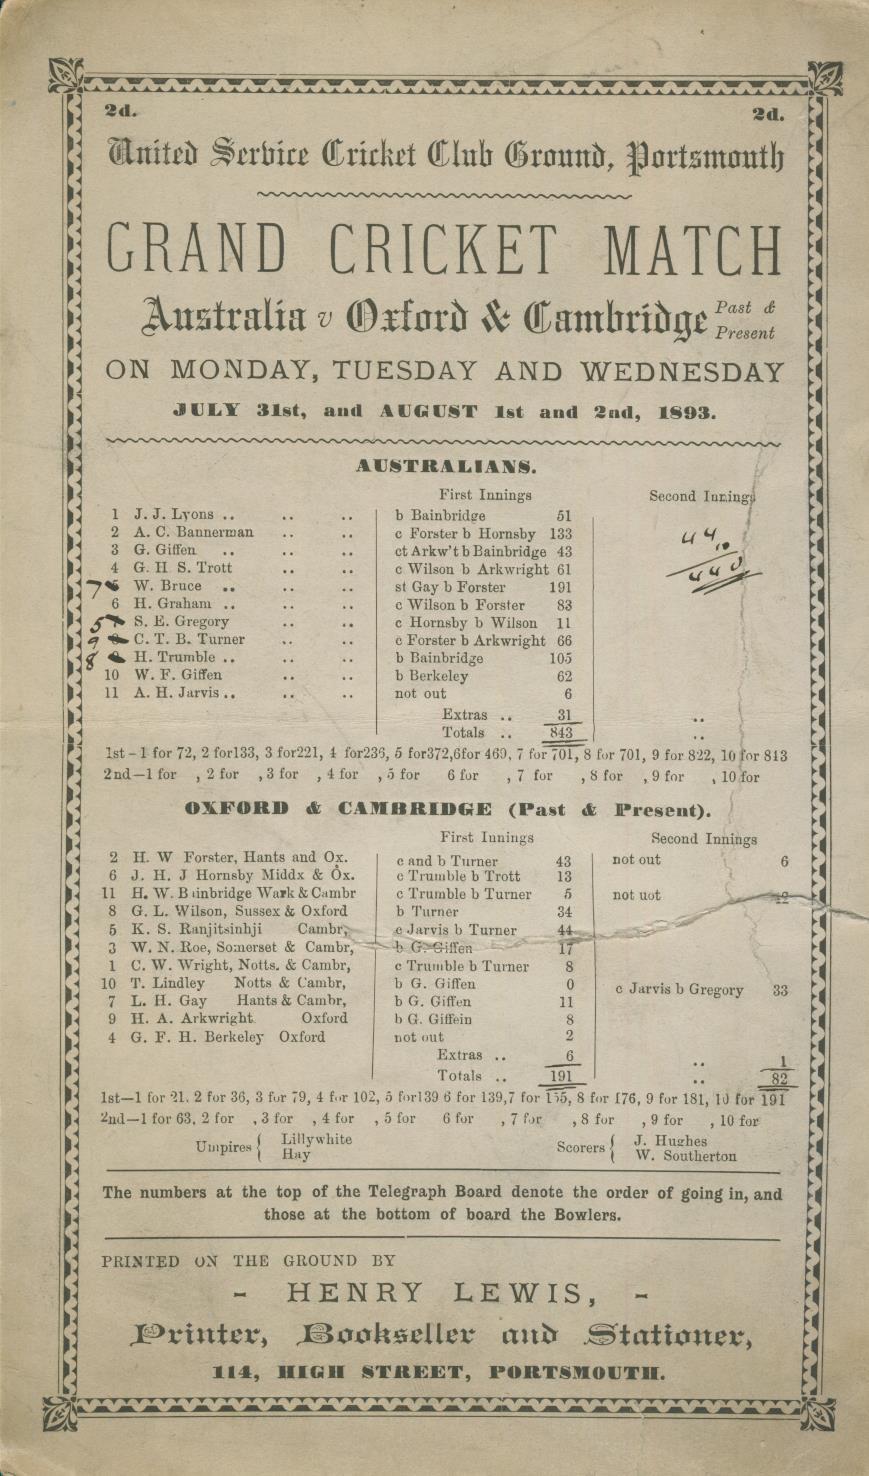 2d. 2d.
United Service Cricket Club Ground, Portsmouth
GRAND CRICKET MATCH
Australia v Oxford & Cambridge Past & Present
ON MONDAY, TUESDAY AND WEDNESDAY
JULY 31st, and AUGUST 1st and 2nd, 1893.
AUSTRALIANS.
First Innings Second Innings
1 J. J. Lyons .. .. .. b Bainbridge 51
2 A. C. Bannerman .. .. c Forster b Hornsby 133
3 G. Giffen .. .. .. ct Arkw't b Bainbridge 43
4 G. H S. Trott .. .. c Wilson b Arkwright 61
7 W. Bruce .. .. .. st Gay b Forster 191
6 H. Graham .. .. .. c Wilson b Forster 83
5 S. E. Gregory .. .. c Hornsby b Wilson 11
9 C. T. B. Turner .. .. c Forster b Arkwright 66
8 H. Trumble .. .. .. b Bainbridge 105
10 W. F. Giffen .. .. b Berkeley 62
11 A. H. Jarvis .. .. .. not out 6
Extras .. 31 ..
Totals .. 843 ..
1st - 1 for 72, 2 for133, 3 for221, 4 for236, 5 for372,6for 469, 7 for 701, 8 for 701, 9 for 822, 10 for 843
2nd—1 for , 2 for , 3 for , 4 for , 5 for 6 for , 7 for , 8 for , 9 for , 10 for
OXFORD & CAMBRIDGE (Past & Present).
First Innings Second Innings
2 H. W Forster, Hants and Ox. c and b Turner 43 not out 6
6 J. H. J Hornsby Middx & Ox. c Trumble b Trott 13
11 H. W. Bainbridge Wark & Cambr c Trumble b Turner 5 not uot 42
8 G. L. Wilson, Sussex & Oxford b Turner 34
5 K. S. Ranjitsinhji Cambr, c Jarvis b Turner 44
3 W. N. Roe, Somerset & Cambr, b G. Giffen 17
1 C. W. Wright, Notts. & Cambr, c Trumble b Turner 8
10 T. Lindley Notts & Cambr, b G. Giffen 0 c Jarvis b Gregory 33
7 L. H. Gay Hants & Cambr, b G. Giffen 11
9 H. A. Arkwright Oxford b G. Giffein 8
4 G. F. H. Berkeley Oxford not out 2
Extras .. 6 .. 1
Totals .. 191 .. 82
1st—1 for 21. 2 for 36, 3 for 79, 4 for 102, 5 for139 6 for 139,7 for 155, 8 for 176, 9 for 181, 10 for 191
2nd—1 for 63, 2 for , 3 for , 4 for , 5 for 6 for , 7 for , 8 for , 9 for , 10 for
Umpires { Lillywhite Scorers { J. Hughes
Hay W. Southerton
The numbers at the top of the Telegraph Board denote the order of going in, and
those at the bottom of board the Bowlers.
PRINTED ON THE GROUND BY
- HENRY LEWIS, -
Printer, Bookseller and Stationer,
114, HIGH STREET, PORTSMOUTH.